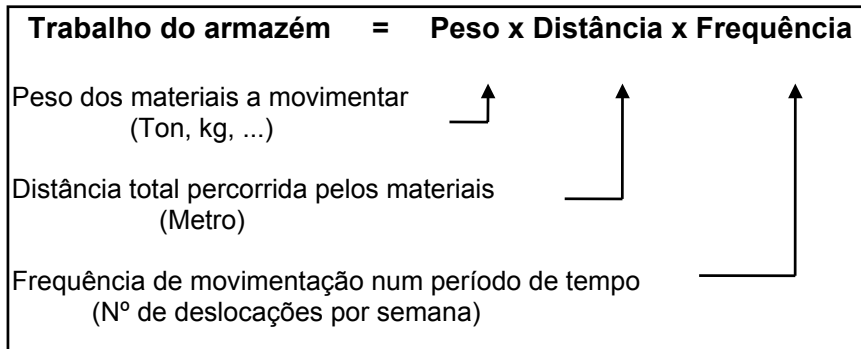 Trabalho do armazém = Peso x Distância x Frequência
Peso dos materiais a movimentar
(Ton, kg, ...)
Distância total percorrida pelos materiais
(Metro)
Frequência de movimentação num período de tempo
(Nº de deslocações por semana)